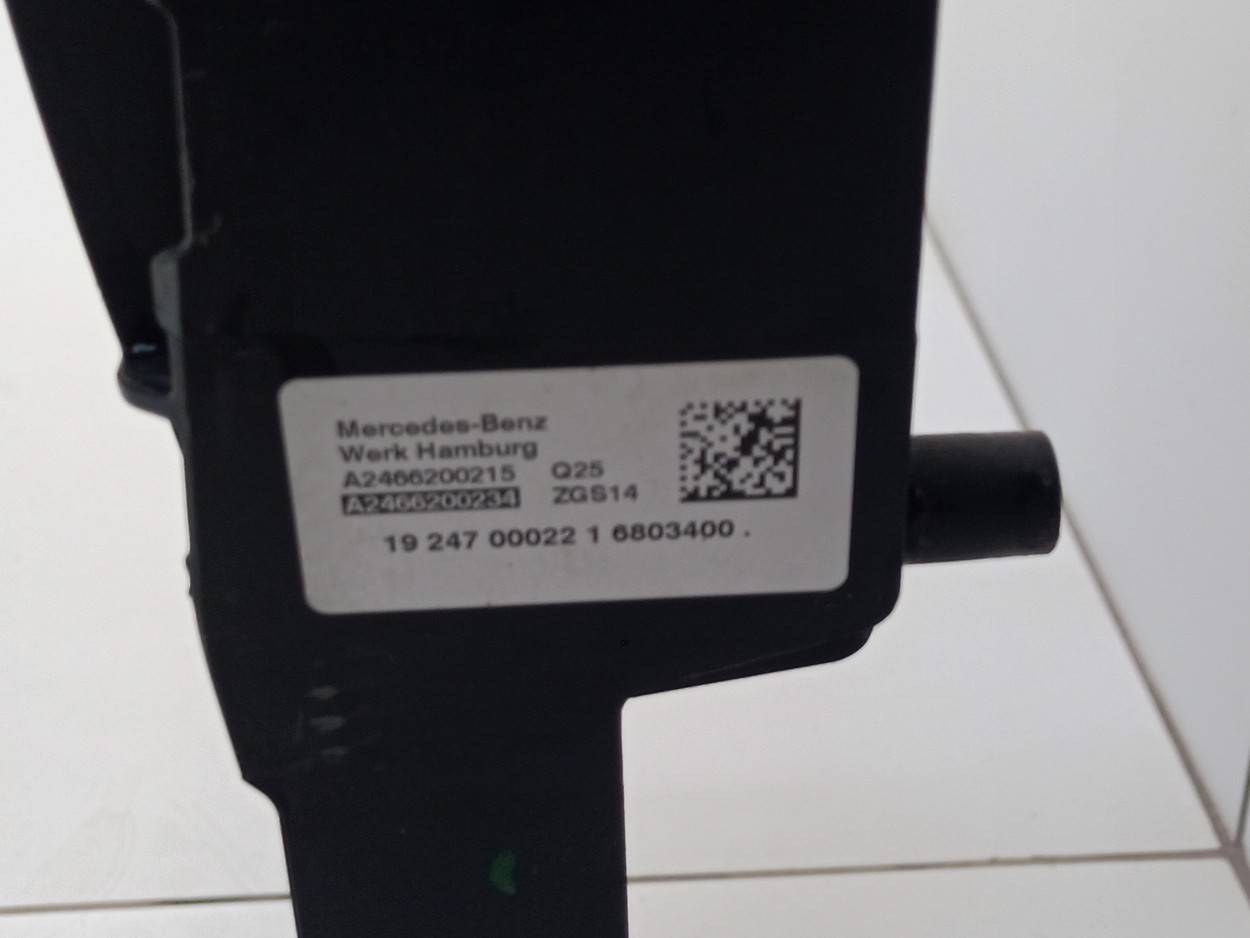 Mercedes-Benz
Werk Hamburg
A2466200215 Q25
A2466200234 ZGS14
19 247 00022 1 6803400 .